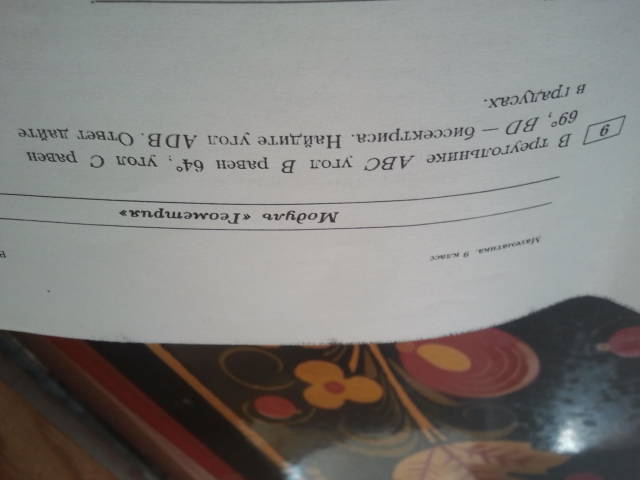 Математика. 9 класс
Модуль «Геометрия»
9 В треугольнике ABC угол B равен 64°, угол C равен
69°, BD — биссектриса. Найдите угол ADB. Ответ дайте
в градусах.